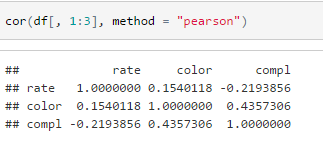 cor(df[, 1:3], method = "pearson")
##             rate     color      compl
## rate   1.0000000 0.1540118 -0.2193856
## color  0.1540118 1.0000000  0.4357306
## compl -0.2193856 0.4357306  1.0000000